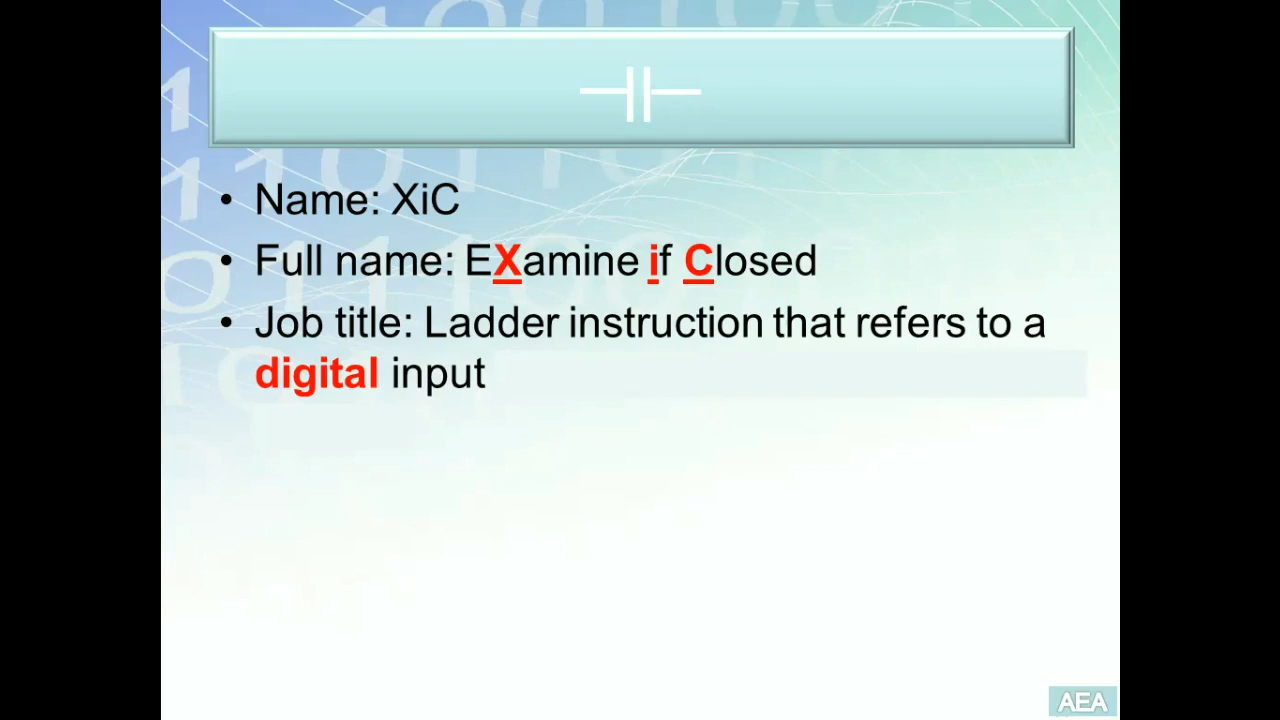 • Name: XiC
• Full name: EXamine if Closed
• Job title: Ladder instruction that refers to a
digital input
AEA